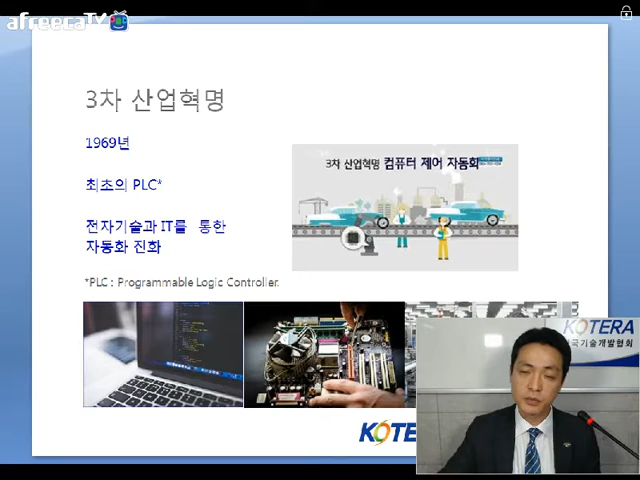 afreecaTV
3차 산업혁명
1969년
최초의 PLC*
전자기술과 IT를 통한
자동화 진화
*PLC : Programmable Logic Controller.
3차 산업혁명 컴퓨터 제어 자동화
KOTE
KOTERA
국기술개발협회